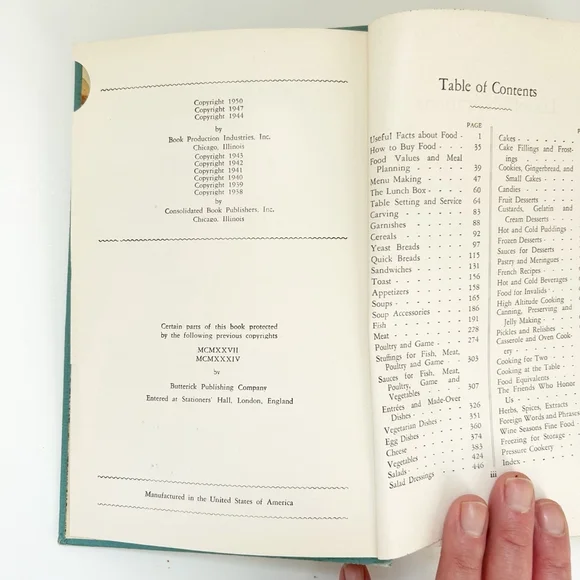 Copyright 1950
Copyright 1947
Copyright 1944
by
Book Production Industries, Inc.
Chicago, Illinois
Copyright 1943
Copyright 1942
Copyright 1941
Copyright 1940
Copyright 1939
Copyright 1938
by
Consolidated Book Publishers, Inc.
Chicago, Illinois
Certain parts of this book protected
by the following previous copyrights
MCMXXVII
MCMXXXIV
by
Butterick Publishing Company
Entered at Stationers' Hall, London, England
Manufactured in the United States of America
Table of Contents
PAGE
Useful Facts about Food - 1
How to Buy Food - - - 35
Food Values and Meal
Planning - - - - - 39
Menu Making - - - - 47
The Lunch Box - - - - 60
Table Setting and Service 64
Carving - - - - - - 85
Garnishes - - - - - - 88
Cereals - - - - - - 92
Yeast Breads - - - - - 97
Quick Breads - - - - - 115
Sandwiches - - - - - 131
Toast - - - - - - - 156
Appetizers - - - - - - 158
Soups - - - - - - - 165
Soup Accessories - - - - 186
Fish - - - - - - - 191
Meat - - - - - - - 228
Poultry and Game - - - 274
Stuffings for Fish, Meat,
Poultry and Game - - - 303
Sauces for Fish, Meat,
Poultry, Game and
Vegetables - - - - - 307
Entrées and Made-Over
Dishes - - - - - - 326
Vegetarian Dishes - - - 351
Egg Dishes - - - - - 360
Cheese - - - - - - 374
Vegetables - - - - - 383
Salads - - - - - - - 424
Salad Dressings - - - - 446
Cakes - - - - - -
Cake Fillings and Frost-
ings - - - - - -
Cookies, Gingerbread, and
Small Cakes - - - -
Candies - - - - - -
Fruit Desserts - - - -
Custards, Gelatin and
Cream Desserts - - -
Hot and Cold Puddings - -
Frozen Desserts - - - -
Sauces for Desserts - - -
Pastry and Meringues - -
French Recipes - - - -
Hot and Cold Beverages - -
Food for Invalids - - - -
High Altitude Cooking - -
Canning, Preserving and
Jelly Making - - - -
Pickles and Relishes - - -
Casserole and Oven Cook-
ery - - - - - - -
Cooking for Two - - - -
Cooking at the Table - - -
Food Equivalents - - - -
The Friends Who Honor
Us - - - - - - -
Herbs, Spices, Extracts - -
Foreign Words and Phrases
Wine Seasons Fine Food -
Freezing for Storage - - -
Pressure Cookery - - - -
Index - - - - - - -
iii